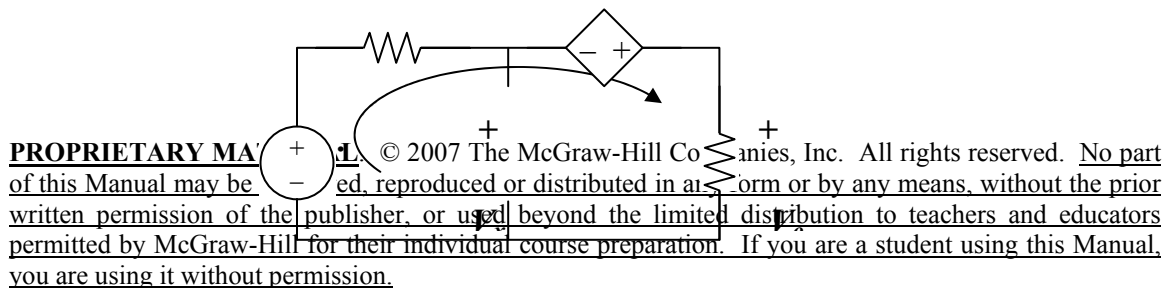 − +
+ +
PROPRIETARY MA L. © 2007 The McGraw-Hill Co anies, Inc. All rights reserved. No part
of this Manual may be ed, reproduced or distributed in any form or by any means, without the prior
written permission of the publisher, or used beyond the limited distribution to teachers and educators
permitted by McGraw-Hill for their individual course preparation. If you are a student using this Manual,
you are using it without permission.
+
−